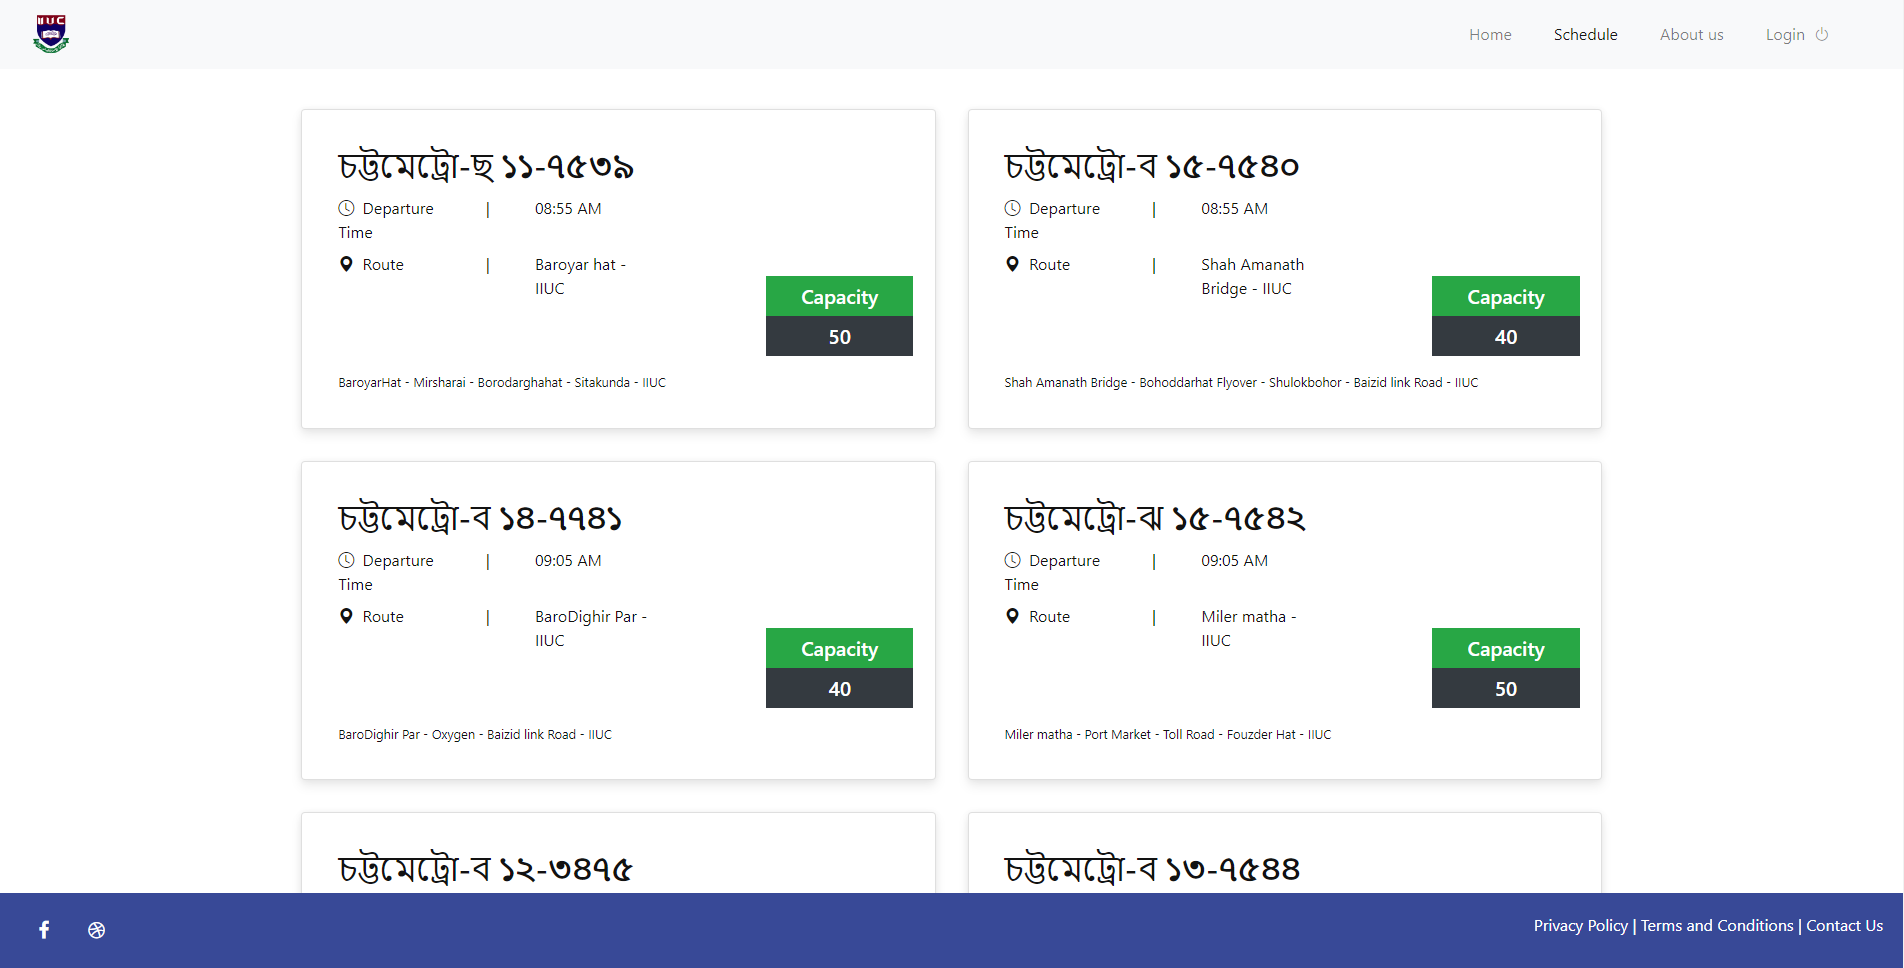 IIUC
Home
Schedule
About us
Login
চট্টমেট্রো-ছ ১১-৭৫৩৯
Departure Time | 08:55 AM
Route | Baroyar hat - IIUC
Capacity
50
BaroyarHat - Mirsharai - Borodarghahat - Sitakunda - IIUC
চট্টমেট্রো-ব ১৫-৭৫৪০
Departure Time | 08:55 AM
Route | Shah Amanath Bridge - IIUC
Capacity
40
Shah Amanath Bridge - Bohoddarhat Flyover - Shulokbohor - Baizid link Road - IIUC
চট্টমেট্রো-ব ১৪-৭৭৪১
Departure Time | 09:05 AM
Route | BaroDighir Par - IIUC
Capacity
40
BaroDighir Par - Oxygen - Baizid link Road - IIUC
চট্টমেট্রো-ঝ ১৫-৭৫৪২
Departure Time | 09:05 AM
Route | Miler matha - IIUC
Capacity
50
Miler matha - Port Market - Toll Road - Fouzder Hat - IIUC
চট্টমেট্রো-ব ১২-৩৪৭৫
চট্টমেট্রো-ব ১৩-৭৫৪৪
Privacy Policy | Terms and Conditions | Contact Us